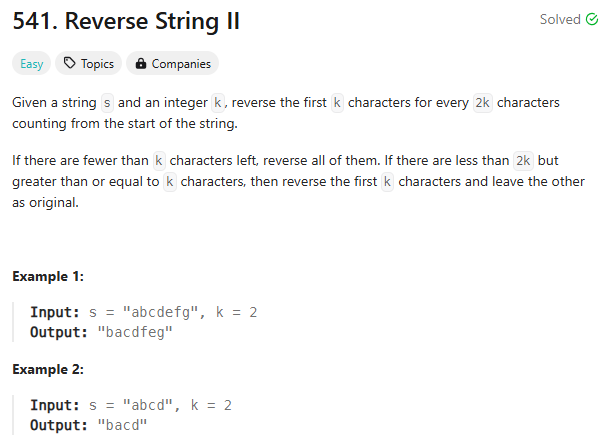 541. Reverse String II
Solved
Easy Topics Companies
Given a string s and an integer k, reverse the first k characters for every 2k characters
counting from the start of the string.
If there are fewer than k characters left, reverse all of them. If there are less than 2k but
greater than or equal to k characters, then reverse the first k characters and leave the other
as original.
Example 1:
Input: s = "abcdefg", k = 2
Output: "bacdfeg"
Example 2:
Input: s = "abcd", k = 2
Output: "bacd"